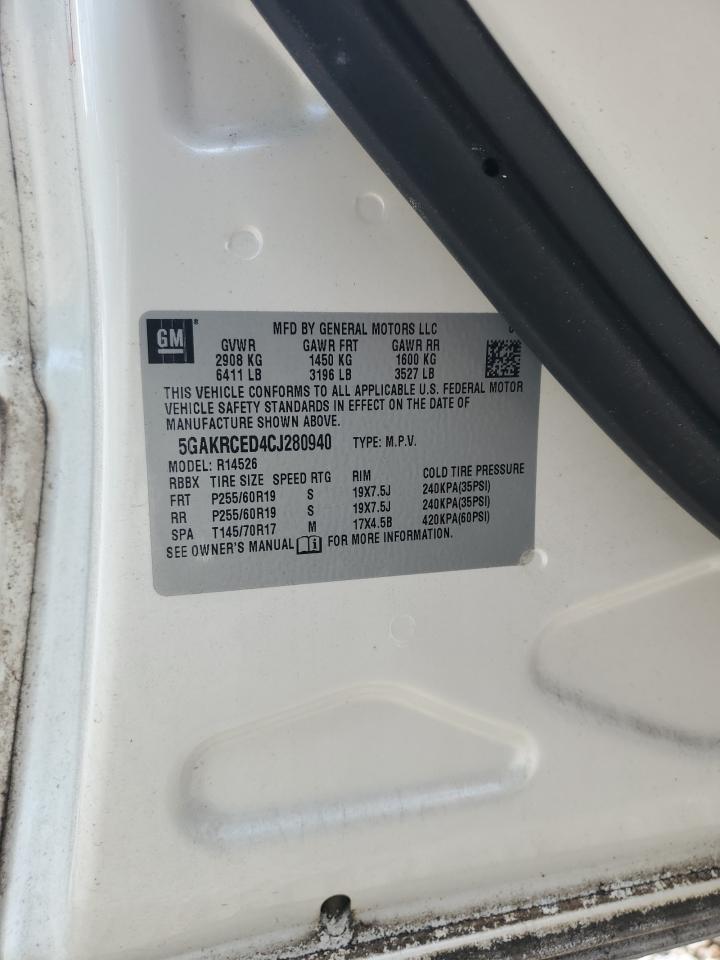 GM ® MFD BY GENERAL MOTORS LLC
GVWR GAWR FRT GAWR RR
2908 KG 1450 KG 1600 KG
6411 LB 3196 LB 3527 LB
THIS VEHICLE CONFORMS TO ALL APPLICABLE U.S. FEDERAL MOTOR
VEHICLE SAFETY STANDARDS IN EFFECT ON THE DATE OF
MANUFACTURE SHOWN ABOVE.
5GAKRCED4CJ280940 TYPE: M.P.V.
MODEL: R14526
RBBX TIRE SIZE SPEED RTG RIM COLD TIRE PRESSURE
FRT P255/60R19 S 19X7.5J 240KPA(35PSI)
RR P255/60R19 S 19X7.5J 240KPA(35PSI)
SPA T145/70R17 M 17X4.5B 420KPA(60PSI)
SEE OWNER'S MANUAL i FOR MORE INFORMATION.